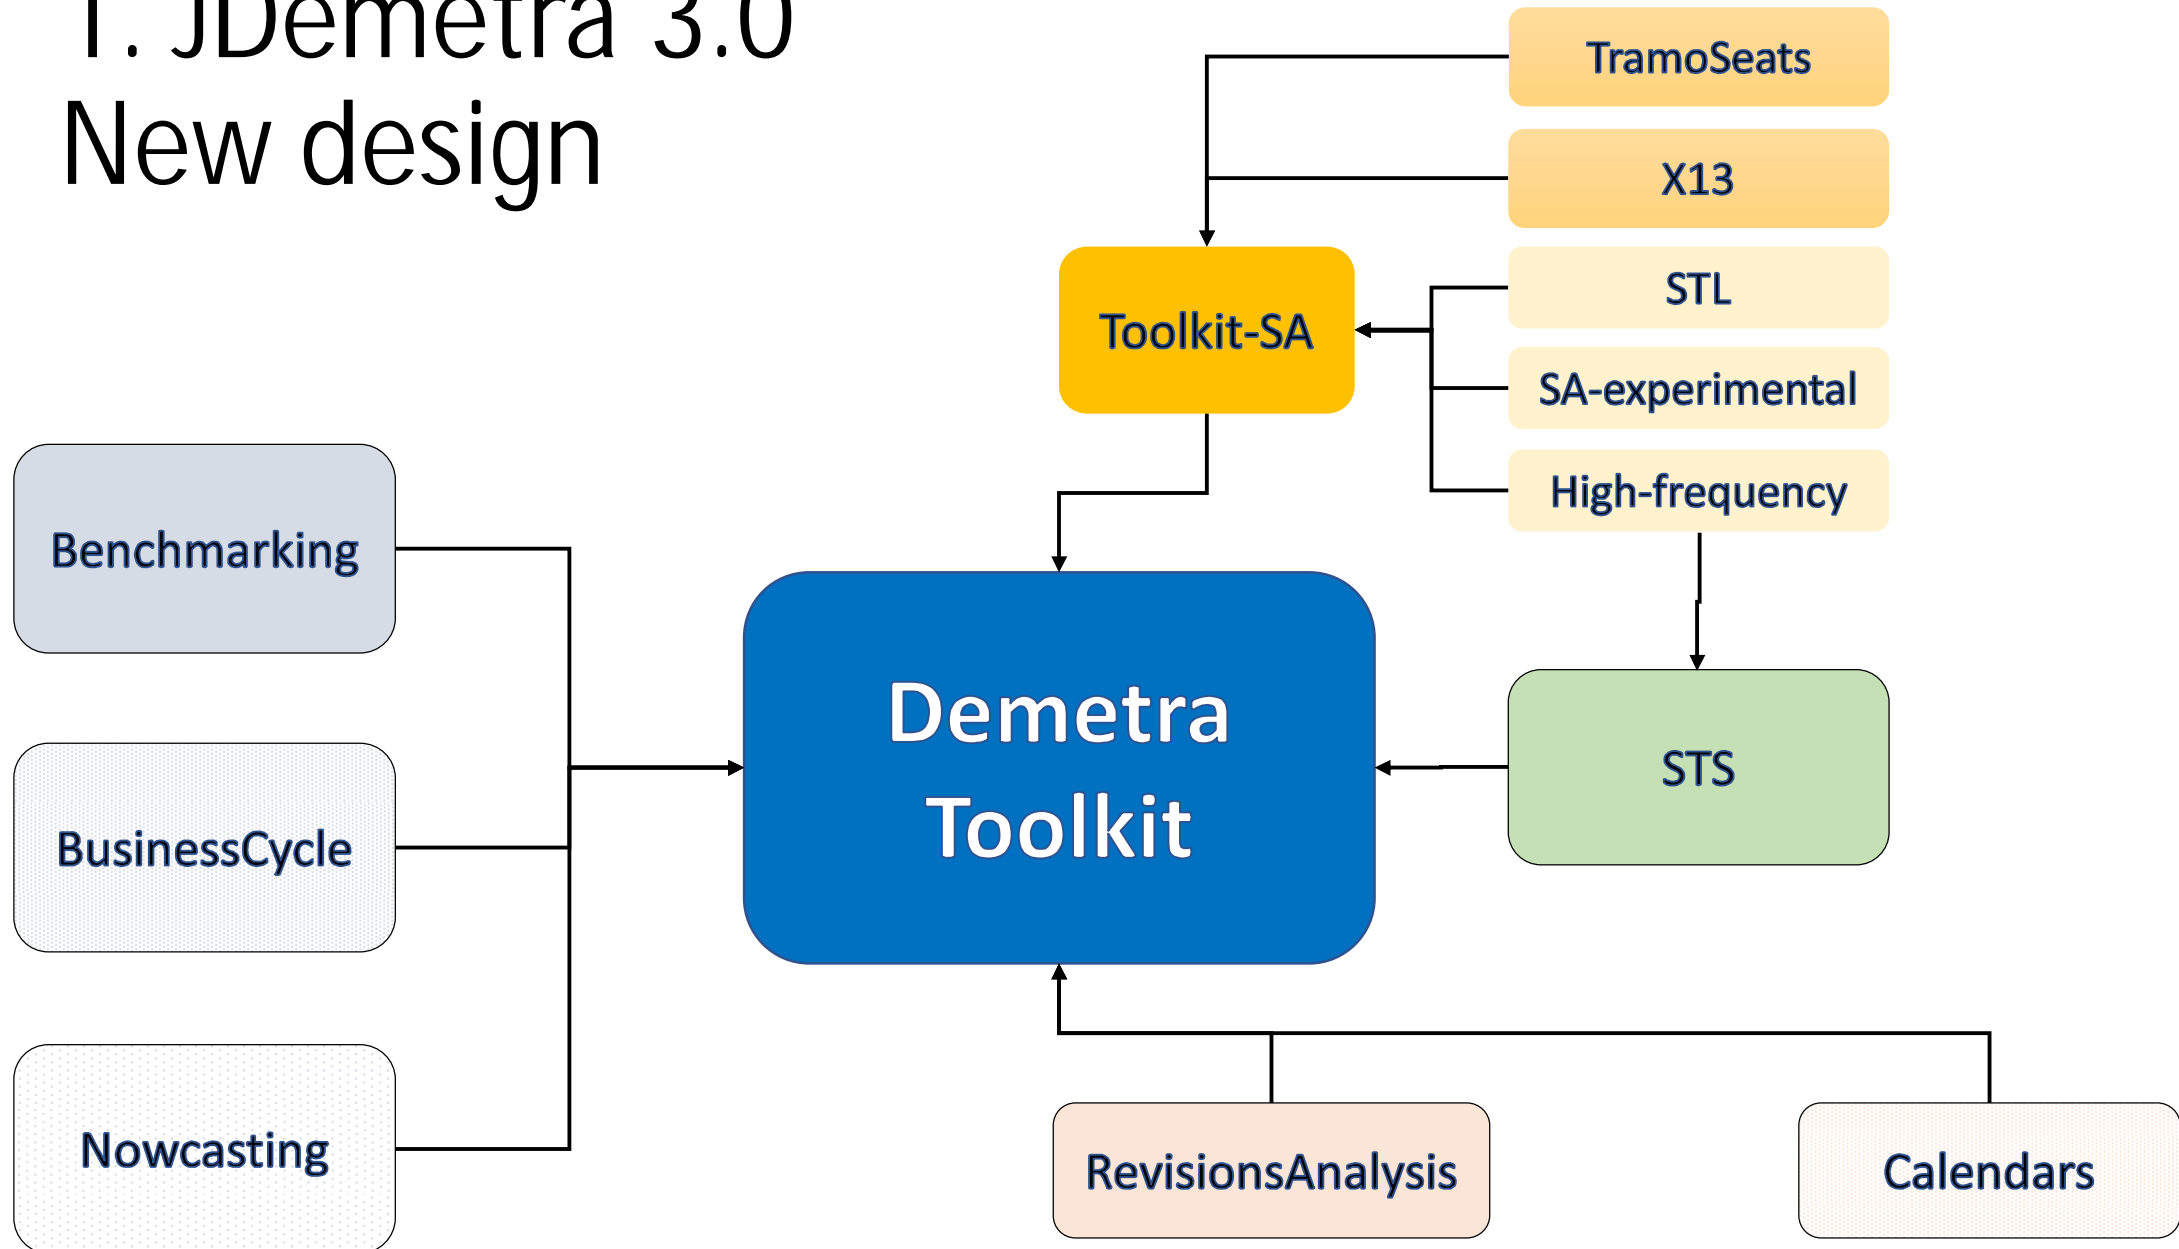 1. JDemetra 3.0
New design
TramoSeats
X13
STL
Toolkit-SA
SA-experimental
High-frequency
Benchmarking
Demetra
Toolkit
STS
BusinessCycle
Nowcasting
RevisionsAnalysis
Calendars